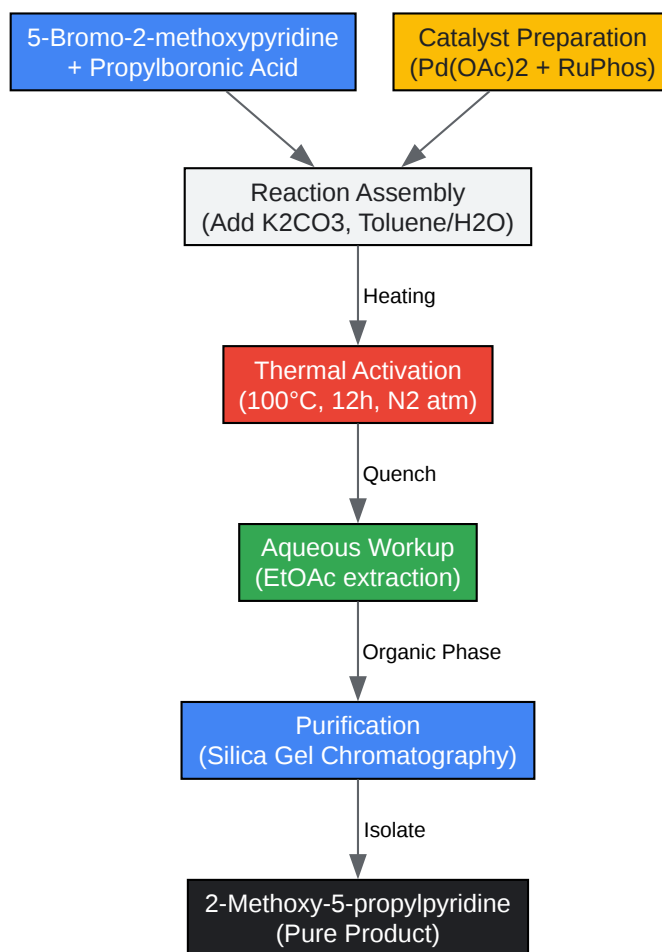 5-Bromo-2-methoxypyridine
+ Propylboronic Acid
Catalyst Preparation
(Pd(OAc)2 + RuPhos)
Reaction Assembly
(Add K2CO3, Toluene/H2O)
Heating
Thermal Activation
(100°C, 12h, N2 atm)
Quench
Aqueous Workup
(EtOAc extraction)
Organic Phase
Purification
(Silica Gel Chromatography)
Isolate
2-Methoxy-5-propylpyridine
(Pure Product)